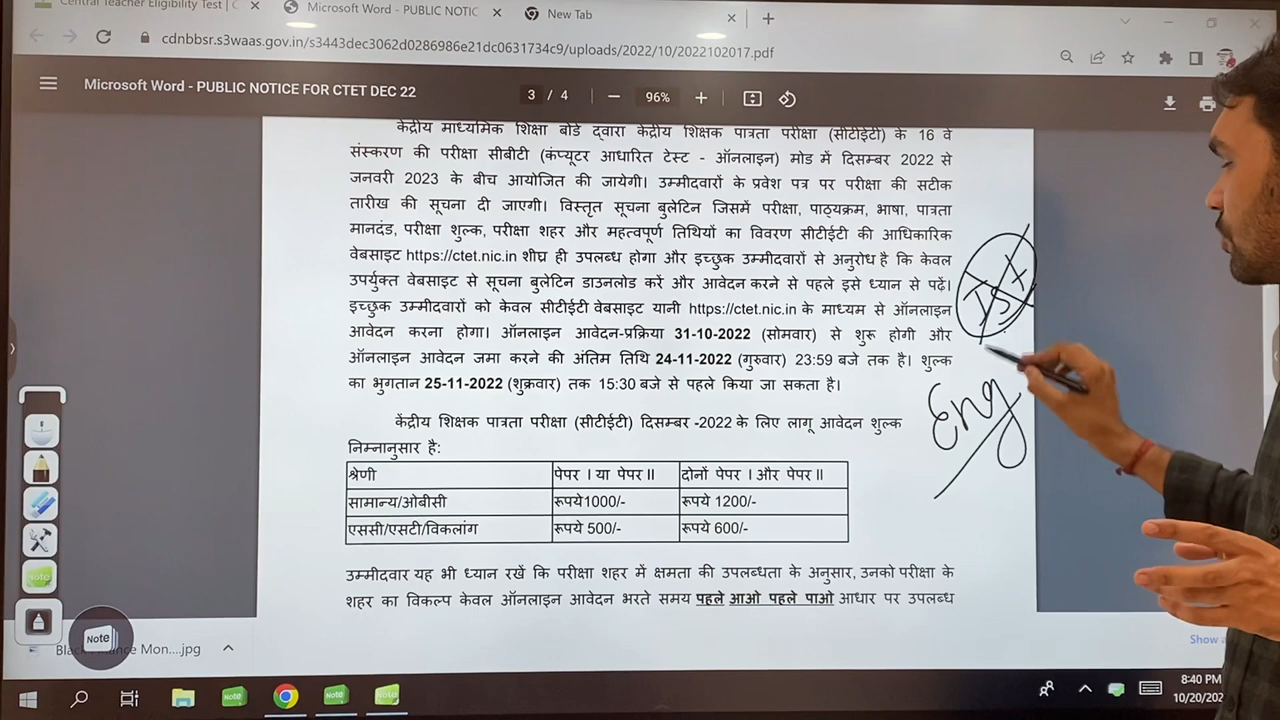 Central Teacher Eligibility Test | C
Microsoft Word - PUBLIC NOTIC
New Tab
cdnbbsr.s3waas.gov.in/s3443dec3062d0286986e21dc0631734c9/uploads/2022/10/2022102017.pdf
Microsoft Word - PUBLIC NOTICE FOR CTET DEC 22
3 / 4
96%
केंद्रीय माध्यमिक शिक्षा बोर्ड द्वारा केंद्रीय शिक्षक पात्रता परीक्षा (सीटीईटी) के 16 वे
संस्करण की परीक्षा सीबीटी (कंप्यूटर आधारित टेस्ट - ऑनलाइन) मोड में दिसम्बर 2022 से
जनवरी 2023 के बीच आयोजित की जायेगी। उम्मीदवारों के प्रवेश पत्र पर परीक्षा की सटीक
तारीख की सूचना दी जाएगी। विस्तृत सूचना बुलेटिन जिसमें परीक्षा, पाठ्यक्रम, भाषा, पात्रता
मानदंड, परीक्षा शुल्क, परीक्षा शहर और महत्वपूर्ण तिथियों का विवरण सीटीईटी की आधिकारिक
वेबसाइट https://ctet.nic.in शीघ्र ही उपलब्ध होगा और इच्छुक उम्मीदवारों से अनुरोध है कि केवल
उपर्युक्त वेबसाइट से सूचना बुलेटिन डाउनलोड करें और आवेदन करने से पहले इसे ध्यान से पढ़ें।
इच्छुक उम्मीदवारों को केवल सीटीईटी वेबसाइट यानी https://ctet.nic.in के माध्यम से ऑनलाइन
आवेदन करना होगा। ऑनलाइन आवेदन-प्रक्रिया 31-10-2022 (सोमवार) से शुरू होगी और
ऑनलाइन आवेदन जमा करने की अंतिम तिथि 24-11-2022 (गुरुवार) 23:59 बजे तक है। शुल्क
का भुगतान 25-11-2022 (शुक्रवार) तक 15:30 बजे से पहले किया जा सकता है।
Eng
केंद्रीय शिक्षक पात्रता परीक्षा (सीटीईटी) दिसम्बर -2022 के लिए लागू आवेदन शुल्क
निम्नानुसार है:
श्रेणी पेपर I या पेपर II दोनों पेपर I और पेपर II
सामान्य/ओबीसी रूपये1000/- रूपये 1200/-
एससी/एसटी/विकलांग रूपये 500/- रूपये 600/-
उम्मीदवार यह भी ध्यान रखें कि परीक्षा शहर में क्षमता की उपलब्धता के अनुसार, उनको परीक्षा के
शहर का विकल्प केवल ऑनलाइन आवेदन भरते समय पहले आओ पहले पाओ आधार पर उपलब्ध
Note
Note
Mon....jpg
Show
Note
Note
Note
8:40 PM
10/20/202